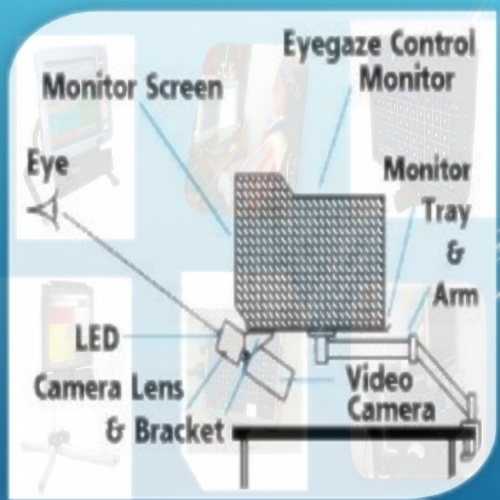 Eyegaze Control
Monitor
Monitor Screen
Eye
Monitor
Tray
&
Arm
LED
Camera Lens
& Bracket
Video
Camera